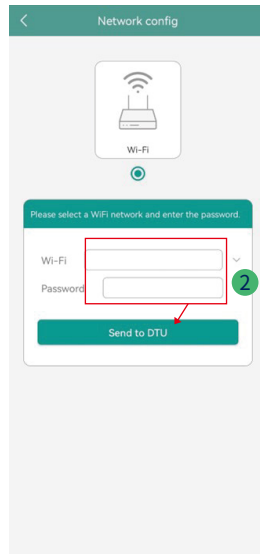 Network config
Wi-Fi
Please select a WiFi network and enter the password.
Wi-Fi
Password
2
Send to DTU